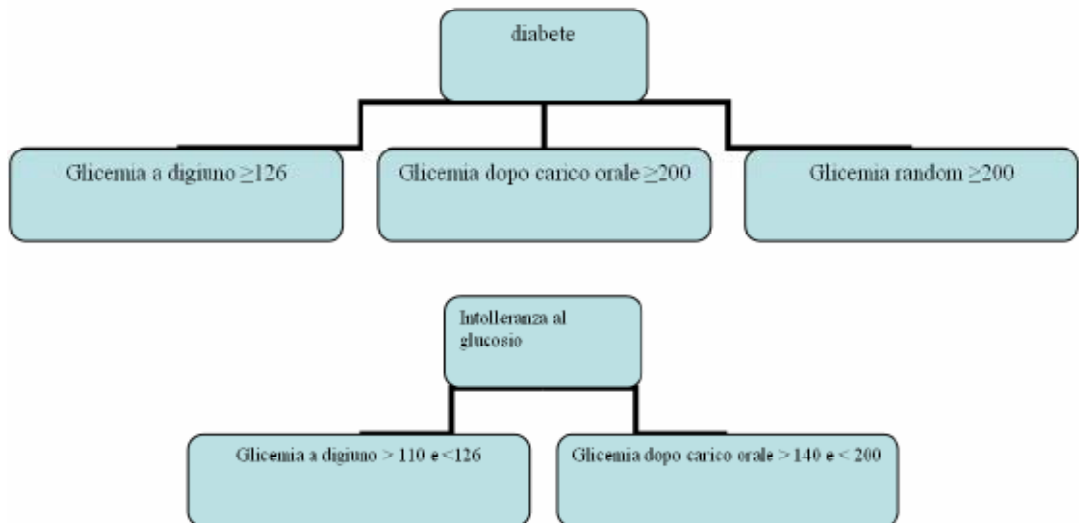 diabete
Glicemia a digiuno ≥126
Glicemia dopo carico orale ≥200
Glicemia random ≥200
Intolleranza al
glucosio
Glicemia a digiuno > 110 e <126
Glicemia dopo carico orale > 140 e < 200